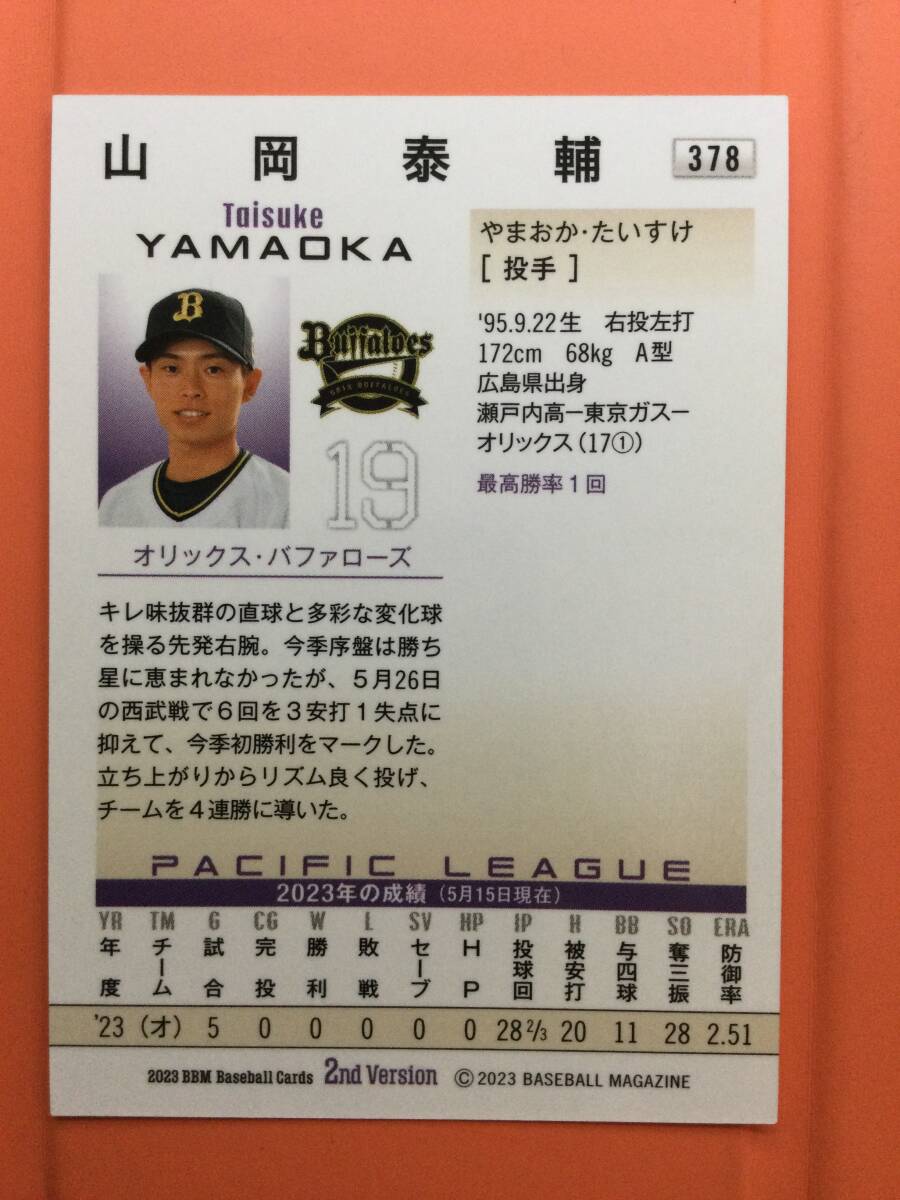 山岡泰輔 378
Taisuke
YAMAOKA
やまおか・たいすけ
[ 投手 ]
'95.9.22生 右投左打
172cm 68kg A型
広島県出身
瀬戸内高ー東京ガスー
オリックス(17①)
最高勝率1回
B
Buffaloes
ORIX BUFFALOES
19
オリックス・バファローズ
キレ味抜群の直球と多彩な変化球
を操る先発右腕。今季序盤は勝ち
星に恵まれなかったが、5月26日
の西武戦で6回を3安打1失点に
抑えて、今季初勝利をマークした。
立ち上がりからリズム良く投げ、
チームを4連勝に導いた。
PACIFIC LEAGUE
2023年の成績(5月15日現在)
YR TM G CG W L SV HP IP H BB SO ERA
年度 チーム 試合 完投 勝利 敗戦 セーブ HP 投球回 被安打 与四球 奪三振 防御率
'23 (オ) 5 0 0 0 0 0 28 2/3 20 11 28 2.51
2023 BBM Baseball Cards 2nd Version ©2023 BASEBALL MAGAZINE